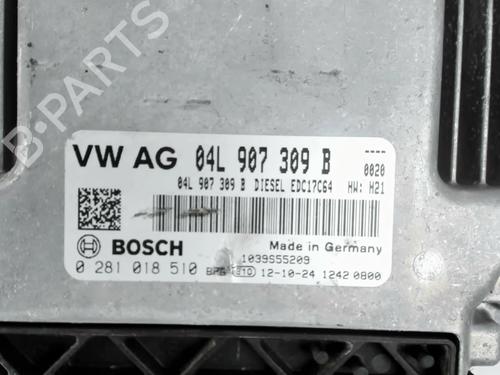 B-PARTS
VW AG 04L 907 309 B ----
0020
04L 907 309 B DIESEL EDC17C64 HW: H21
BOSCH
Made in Germany
1039S55209
0 281 018 510 12-10-24 1242 0800